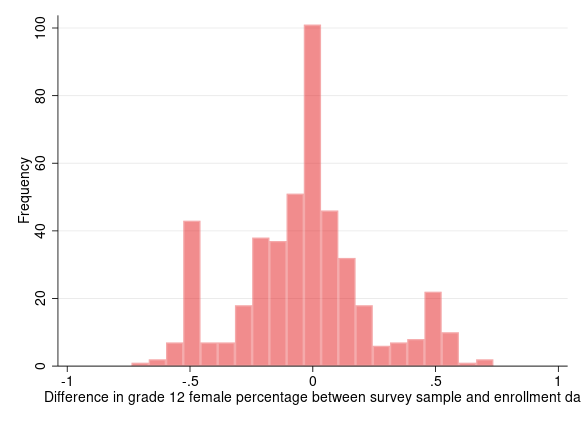 100
80
60
40
20
0
Frequency
-1 -.5 0 .5 1
Difference in grade 12 female percentage between survey sample and enrollment da